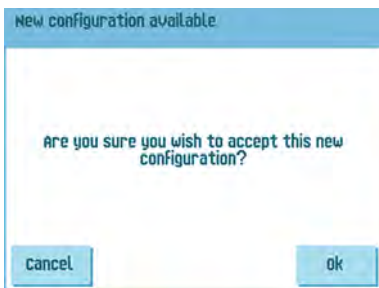 New configuration available
Are you sure you wish to accept this new
configuration?
Cancel
Ok